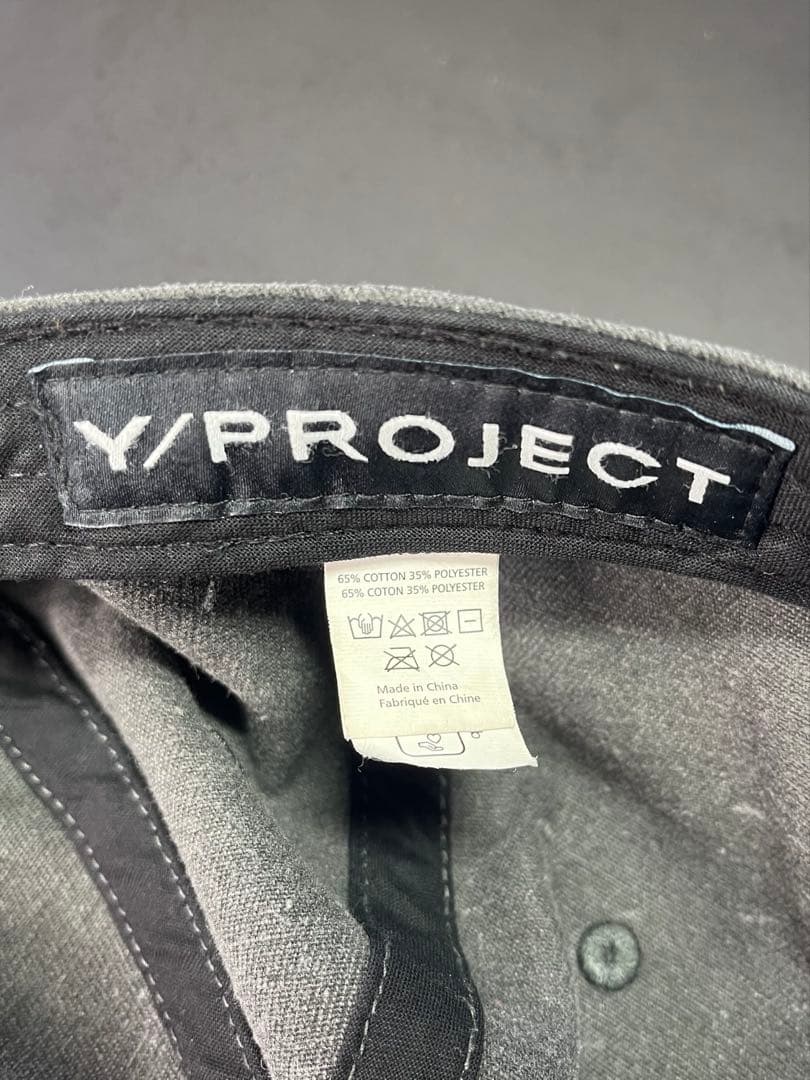 Y/PROJECT
65% COTTON 35% POLYESTER
65% COTON 35% POLYESTER
Made in China
Fabriqué en Chine